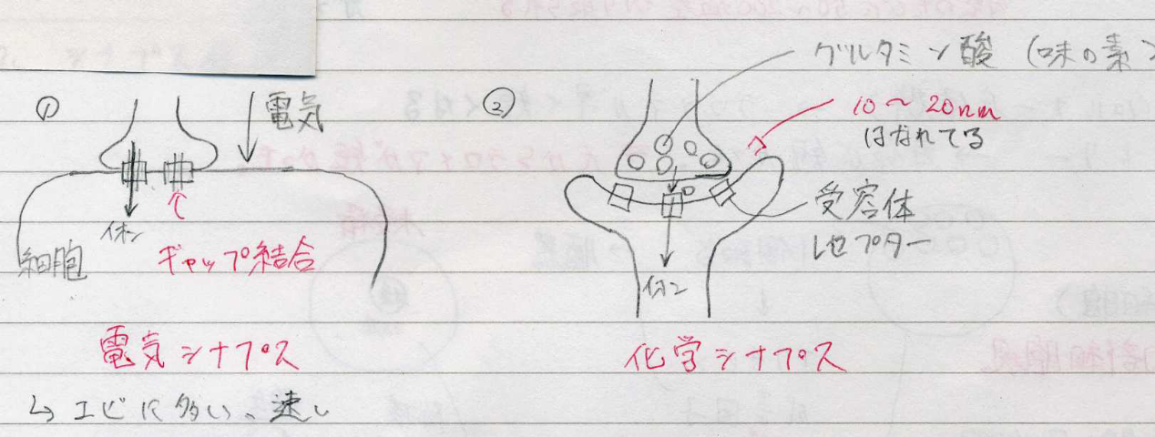 ① 電気
イオン
細胞 ギャップ結合
電気シナプス
↳ エビに多い、速い
② グルタミン酸 (味の素)
10～20nm
はなれてる
受容体
レセプター
イオン
化学シナプス